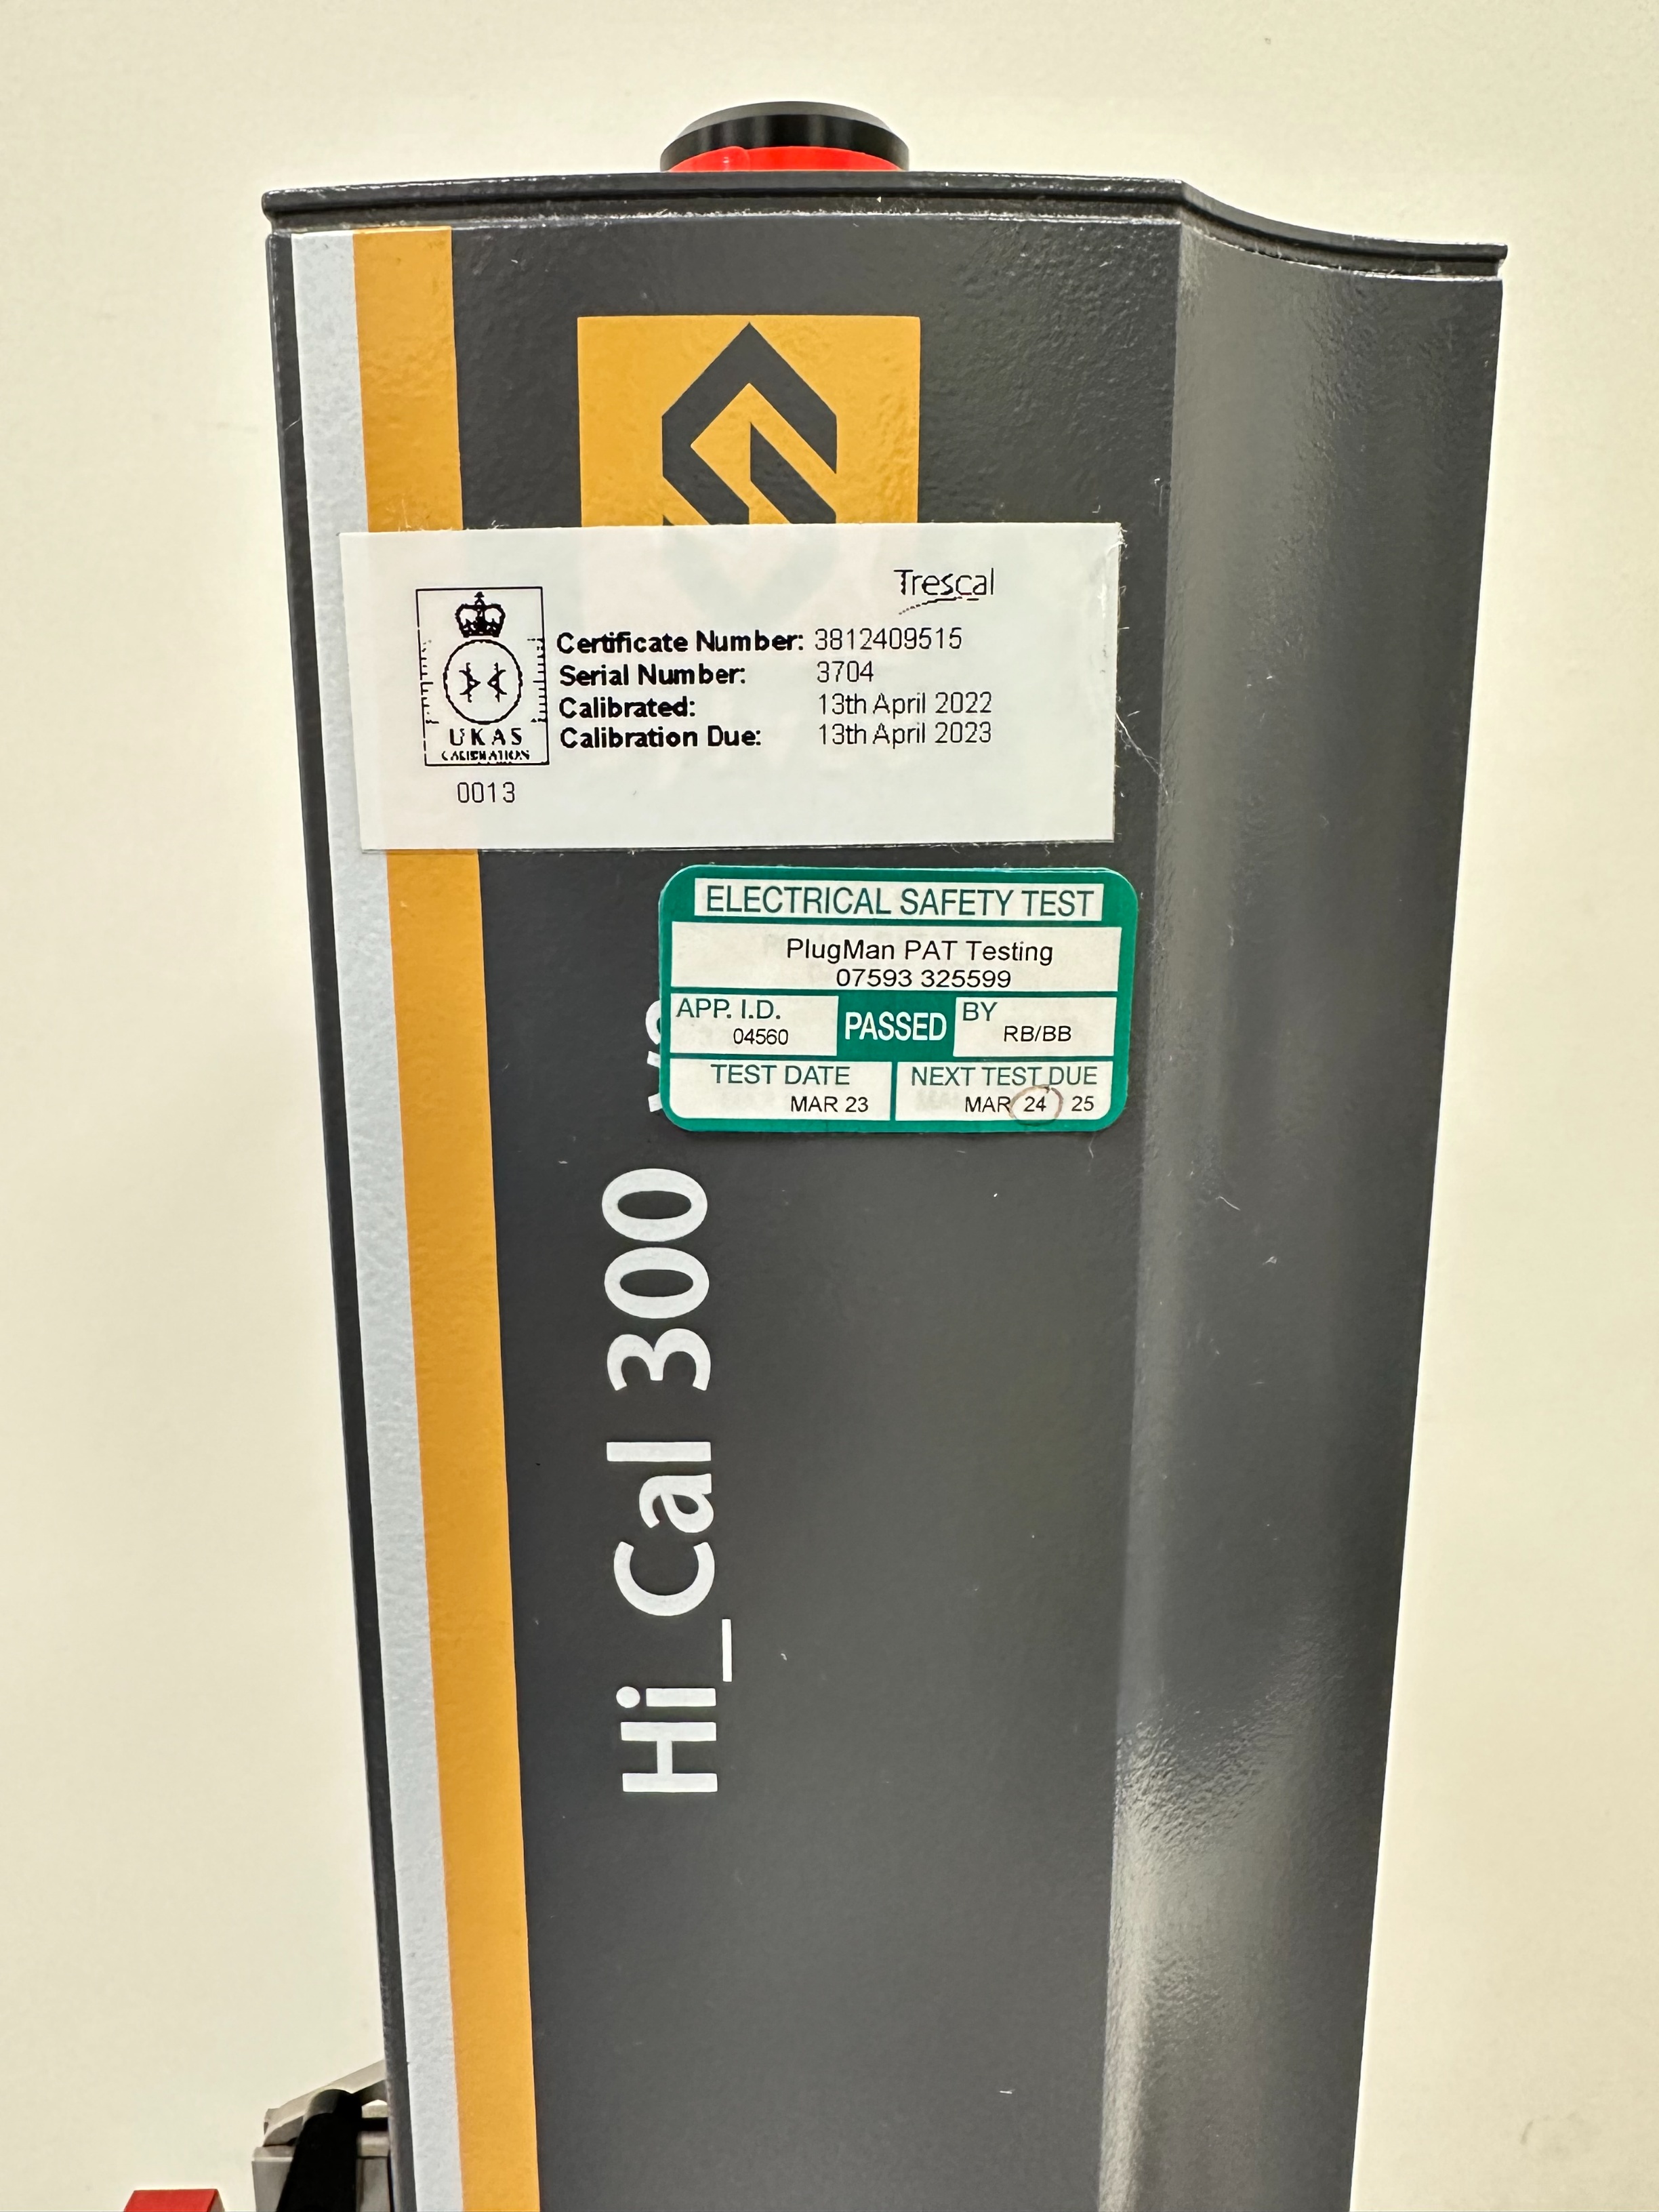 Trescal
Certificate Number: 3812409515
Serial Number: 3704
Calibrated: 13th April 2022
Calibration Due: 13th April 2023
UKAS
CALIBRATION
0013
ELECTRICAL SAFETY TEST
PlugMan PAT Testing
07593 325599
APP. I.D. 04560 PASSED BY RB/BB
TEST DATE NEXT TEST DUE
MAR 23 MAR 24 25
Hi_Cal 300